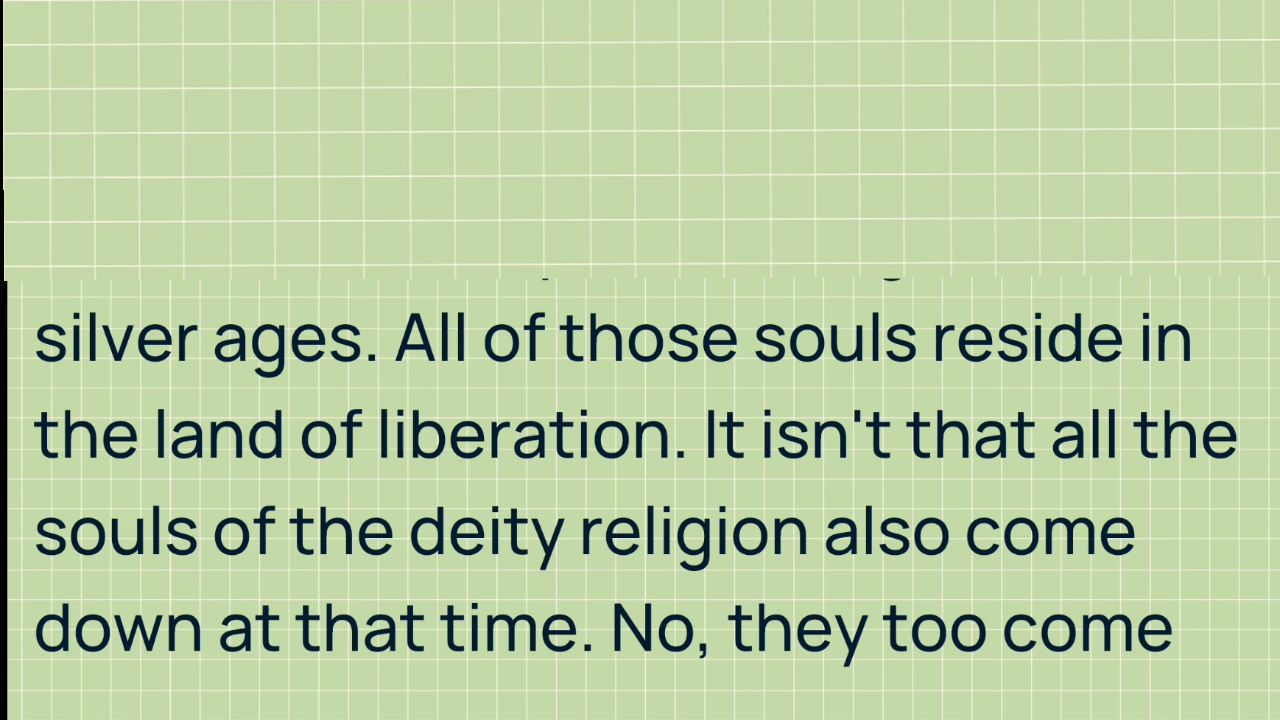 silver ages. All of those souls reside in
the land of liberation. It isn't that all the
souls of the deity religion also come
down at that time. No, they too come